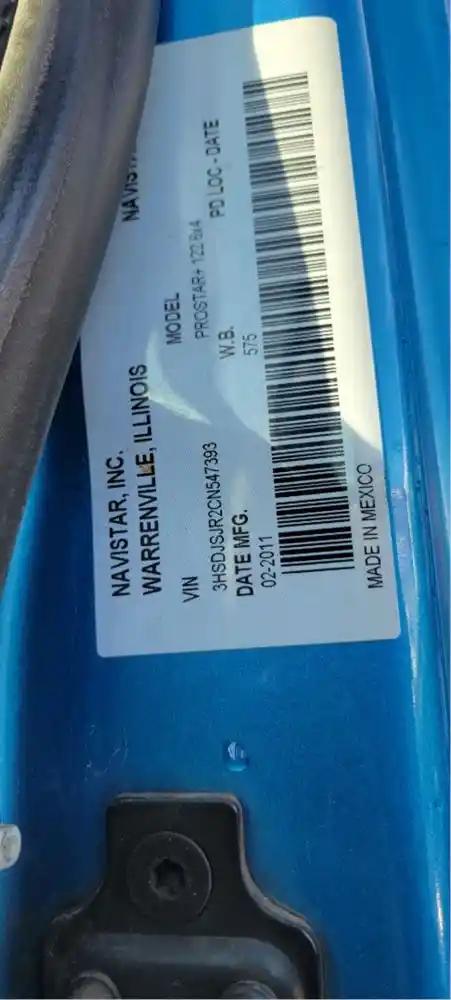 NAVISTAR, INC.
WARRENVILLE, ILLINOIS
VIN
MODEL
3HSDJSJR2CN547393
PROSTAR+ 122 6x4
DATE MFG.
W.B.
PD LOC - DATE
02-2011
575
MADE IN MEXICO